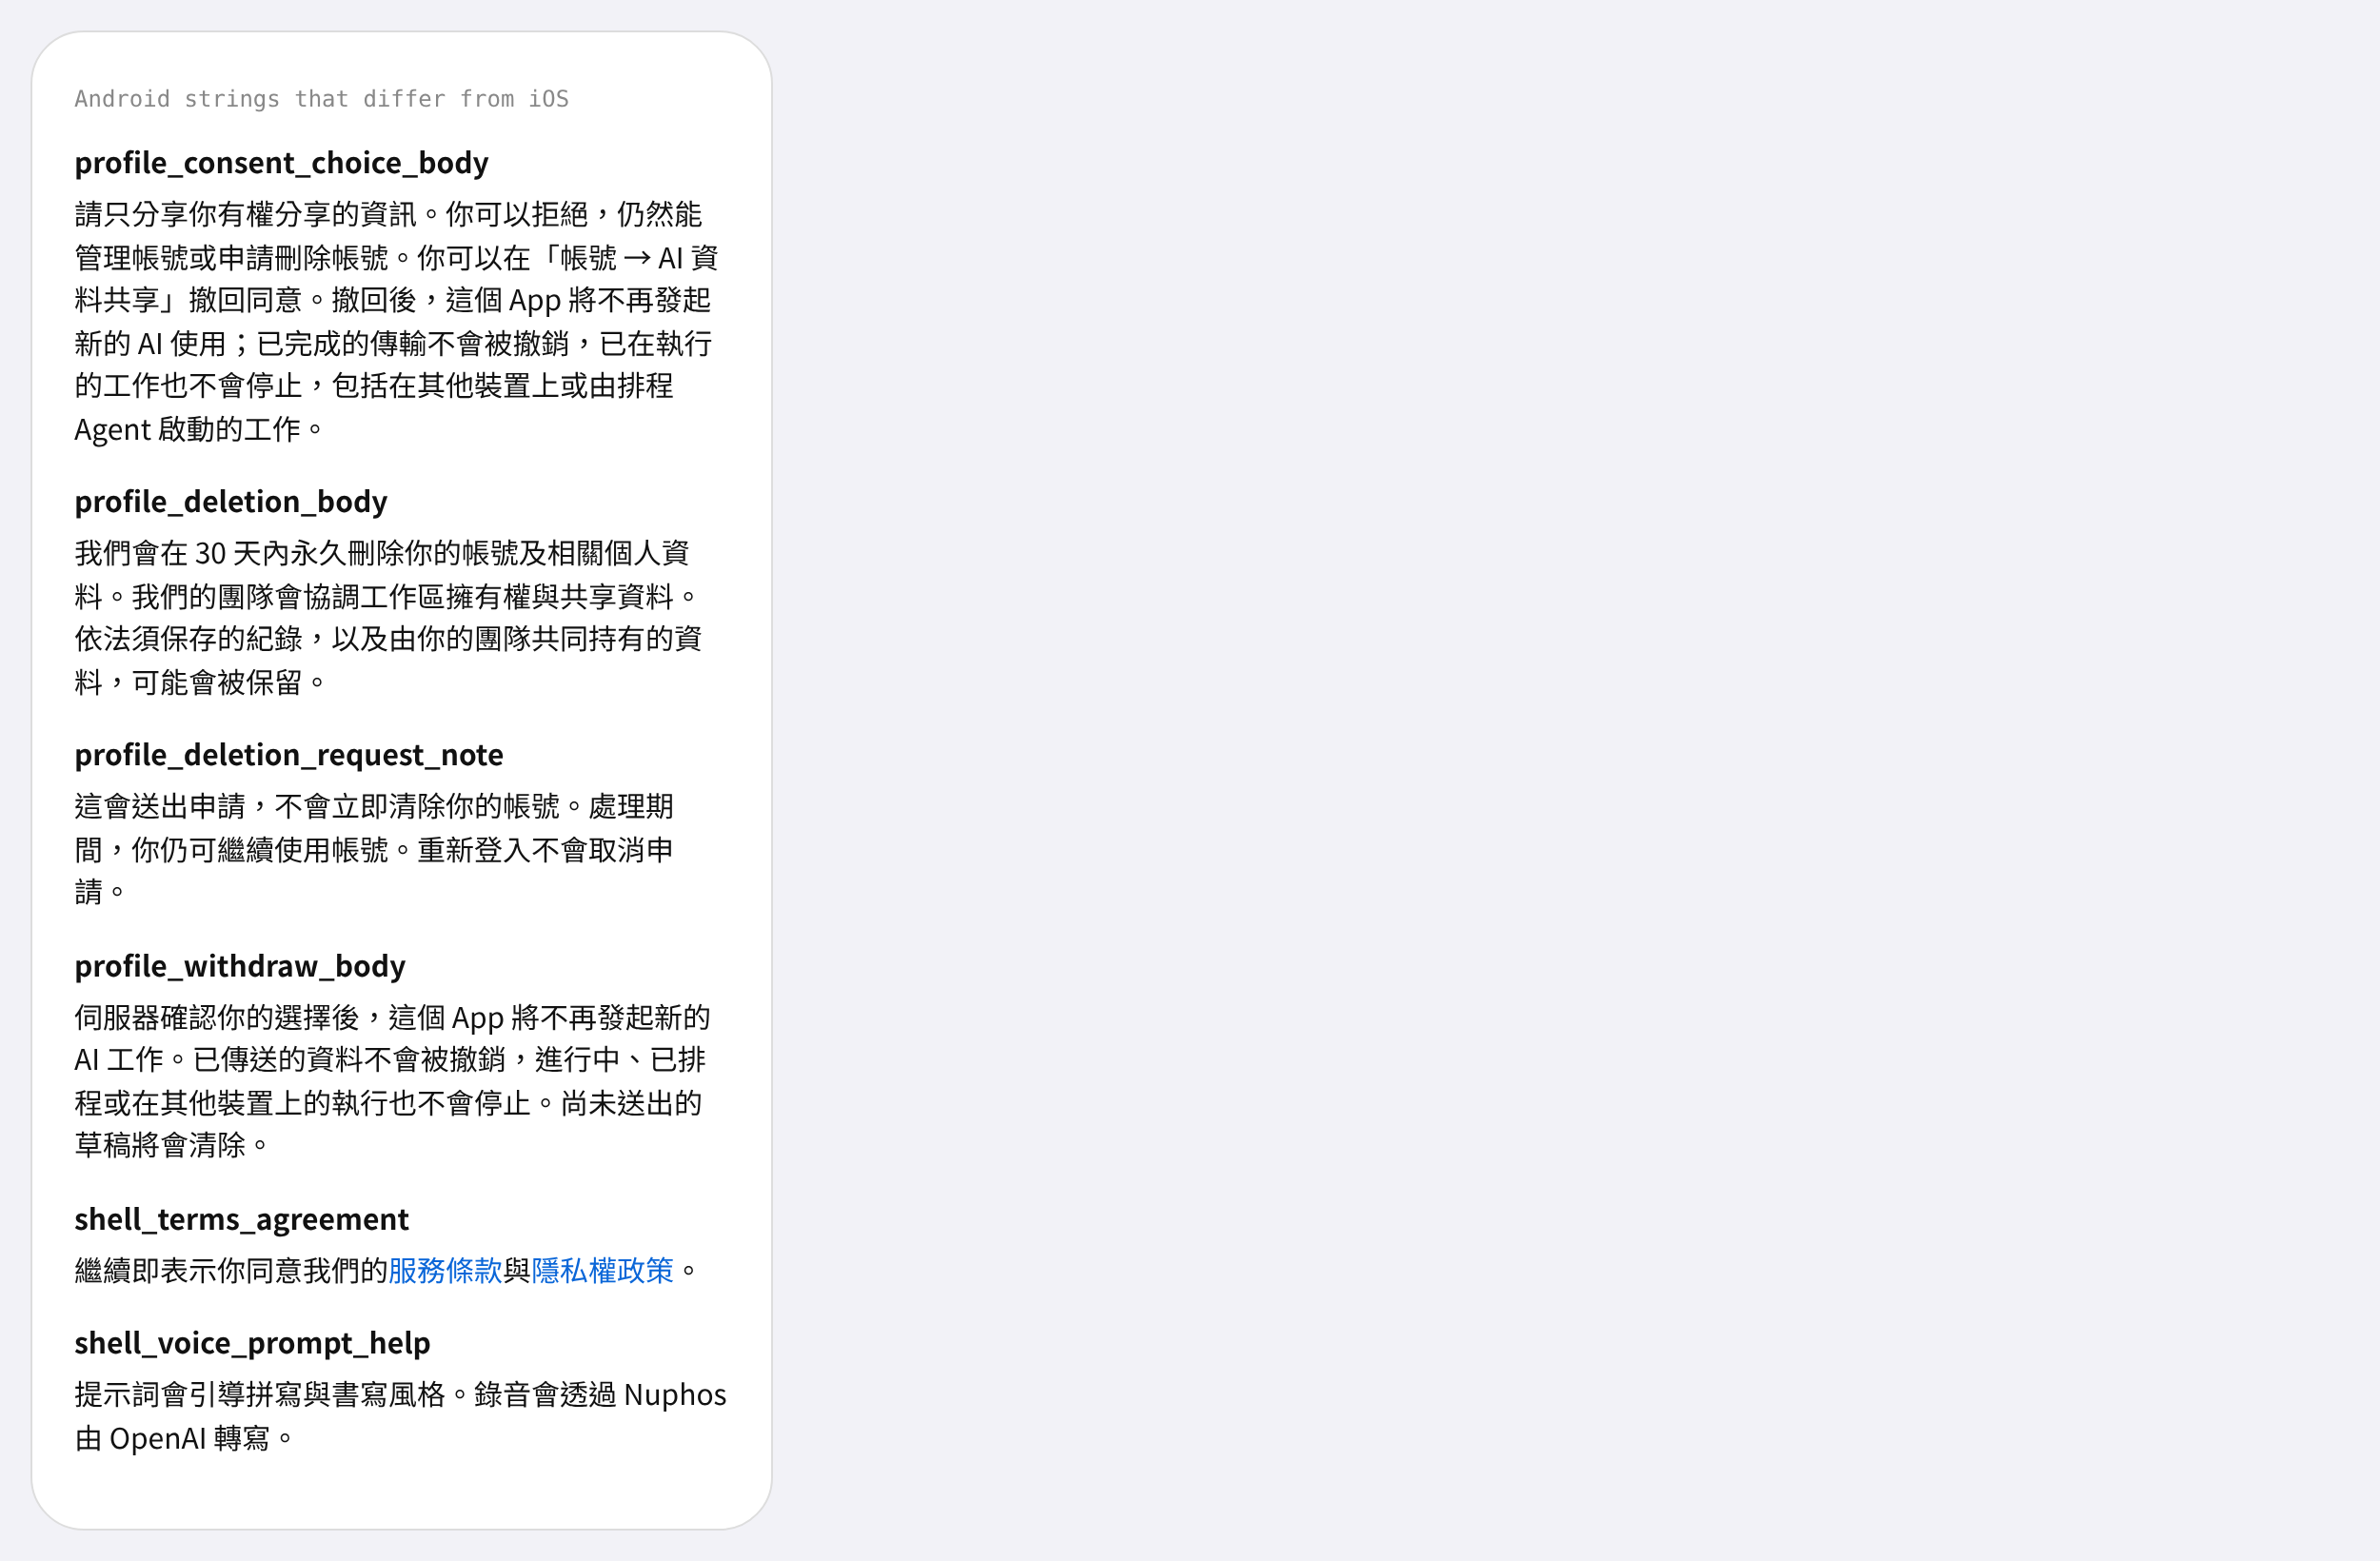 Android strings that differ from iOS
profile_consent_choice_body
請只分享你有權分享的資訊。你可以拒絕，仍然能
管理帳號或申請刪除帳號。你可以在「帳號 → AI 資
料共享」撤回同意。撤回後，這個 App 將不再發起
新的 AI 使用；已完成的傳輸不會被撤銷，已在執行
的工作也不會停止，包括在其他裝置上或由排程
Agent 啟動的工作。
profile_deletion_body
我們會在 30 天內永久刪除你的帳號及相關個人資
料。我們的團隊會協調工作區擁有權與共享資料。
依法須保存的紀錄，以及由你的團隊共同持有的資
料，可能會被保留。
profile_deletion_request_note
這會送出申請，不會立即清除你的帳號。處理期
間，你仍可繼續使用帳號。重新登入不會取消申
請。
profile_withdraw_body
伺服器確認你的選擇後，這個 App 將不再發起新的
AI 工作。已傳送的資料不會被撤銷，進行中、已排
程或在其他裝置上的執行也不會停止。尚未送出的
草稿將會清除。
shell_terms_agreement
繼續即表示你同意我們的服務條款與隱私權政策。
shell_voice_prompt_help
提示詞會引導拼寫與書寫風格。錄音會透過 Nuphos
由 OpenAI 轉寫。